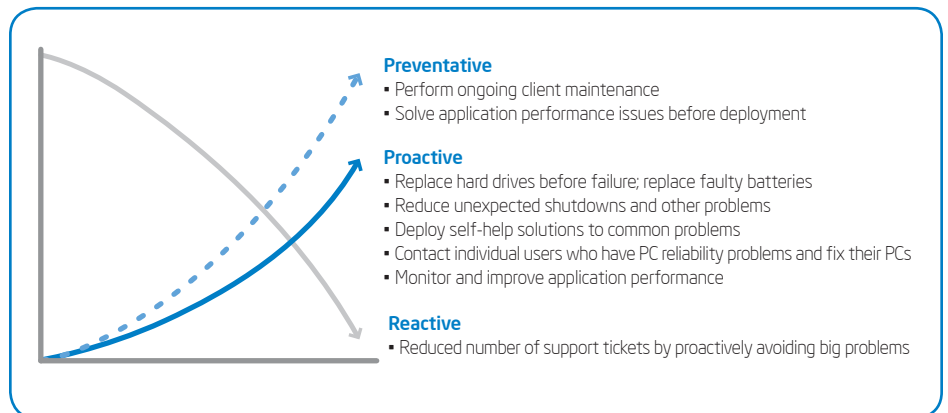 Preventative
▪ Perform ongoing client maintenance
▪ Solve application performance issues before deployment
Proactive
▪ Replace hard drives before failure; replace faulty batteries
▪ Reduce unexpected shutdowns and other problems
▪ Deploy self-help solutions to common problems
▪ Contact individual users who have PC reliability problems and fix their PCs
▪ Monitor and improve application performance
Reactive
▪ Reduced number of support tickets by proactively avoiding big problems